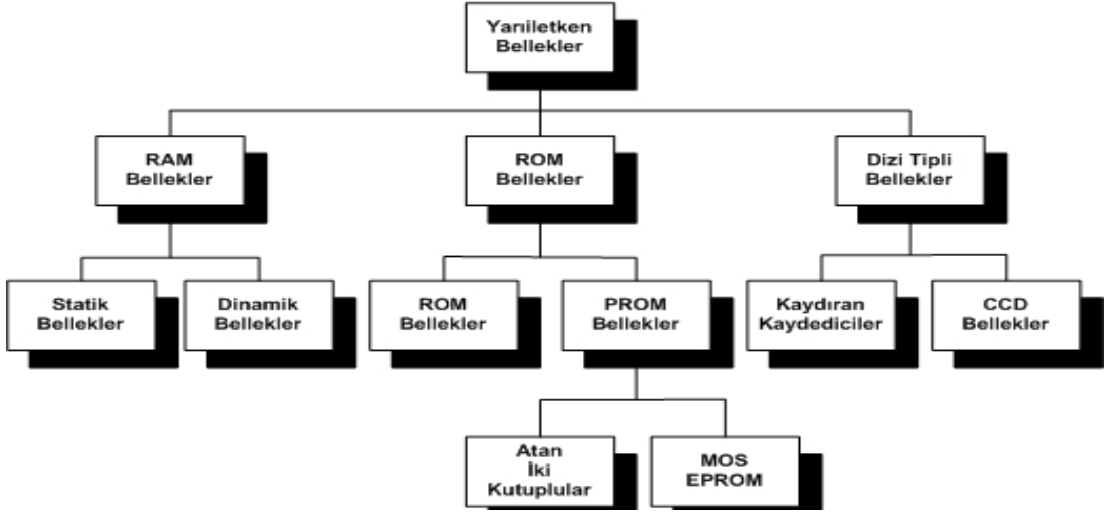 Yarıiletken
Bellekler
RAM
Bellekler
ROM
Bellekler
Dizi Tipli
Bellekler
Statik
Bellekler
Dinamik
Bellekler
ROM
Bellekler
PROM
Bellekler
Kaydıran
Kaydediciler
CCD
Bellekler
Atan
İki
Kutuplular
MOS
EPROM